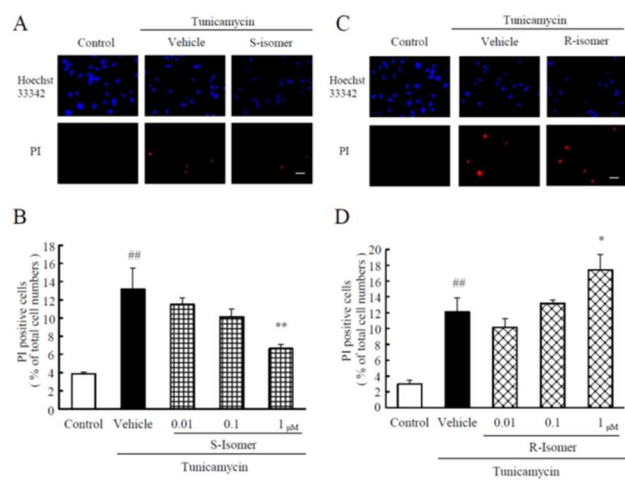 A
Tunicamycin
Control
Vehicle
S-isomer
Hoechst
33342
PI
C
Tunicamycin
Control
Vehicle
R-isomer
Hoechst
33342
PI
B
PI positive cells
( % of total cell numbers )
18
16
14
12
10
8
6
4
2
0
##
**
Control
Vehicle
0.01
0.1
1 μM
S-Isomer
Tunicamycin
D
PI positive cells
( % of total cell numbers )
20
18
16
14
12
10
8
6
4
2
0
##
*
Control
Vehicle
0.01
0.1
1 μM
R-Isomer
Tunicamycin